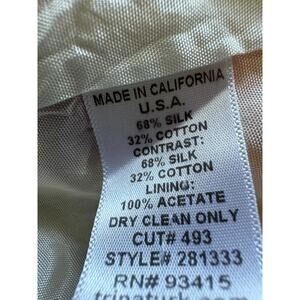 MADE IN CALIFORNIA
U.S.A.
68% SILK
32% COTTON
CONTRAST:
68% SILK
32% COTTON
LINING:
100% ACETATE
DRY CLEAN ONLY
CUT# 493
STYLE# 281333
RN# 93415